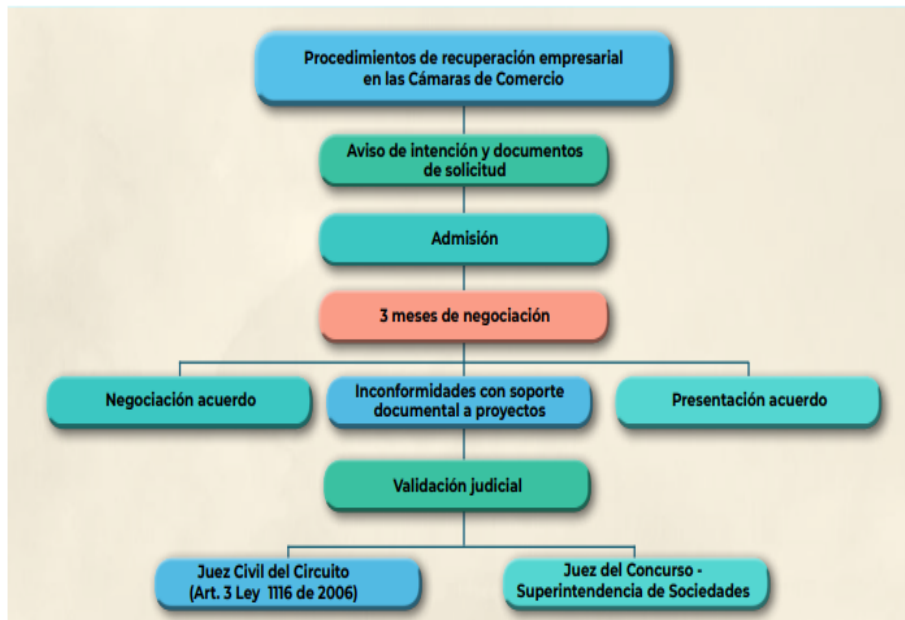 Procedimientos de recuperación empresarial
en las Cámaras de Comercio
Aviso de intención y documentos
de solicitud
Admisión
3 meses de negociación
Negociación acuerdo
Inconformidades con soporte
documental a proyectos
Presentación acuerdo
Validación judicial
Juez Civil del Circuito
(Art. 3 Ley 1116 de 2006)
Juez del Concurso -
Superintendencia de Sociedades